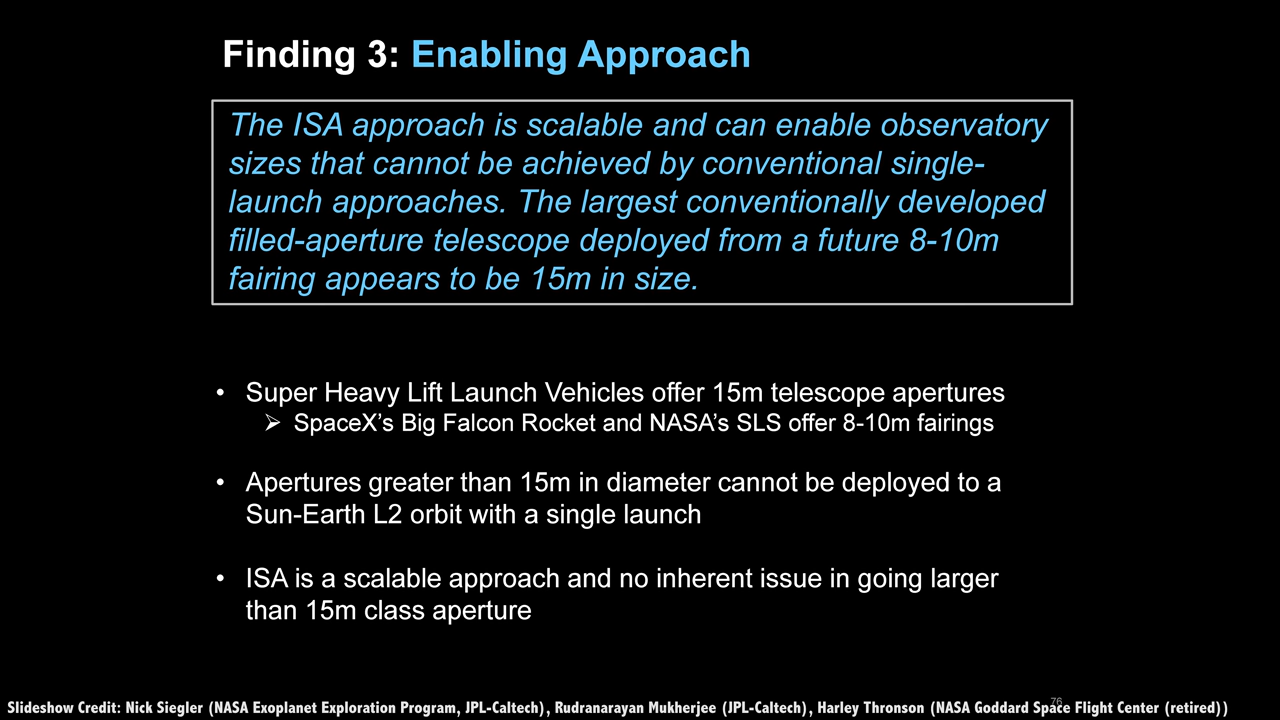 Finding 3: Enabling Approach
The ISA approach is scalable and can enable observatory
sizes that cannot be achieved by conventional single-
launch approaches. The largest conventionally developed
filled-aperture telescope deployed from a future 8-10m
fairing appears to be 15m in size.
• Super Heavy Lift Launch Vehicles offer 15m telescope apertures
➢ SpaceX’s Big Falcon Rocket and NASA’s SLS offer 8-10m fairings
• Apertures greater than 15m in diameter cannot be deployed to a
Sun-Earth L2 orbit with a single launch
• ISA is a scalable approach and no inherent issue in going larger
than 15m class aperture
76
Slideshow Credit: Nick Siegler (NASA Exoplanet Exploration Program, JPL-Caltech), Rudranarayan Mukherjee (JPL-Caltech), Harley Thronson (NASA Goddard Space Flight Center (retired))